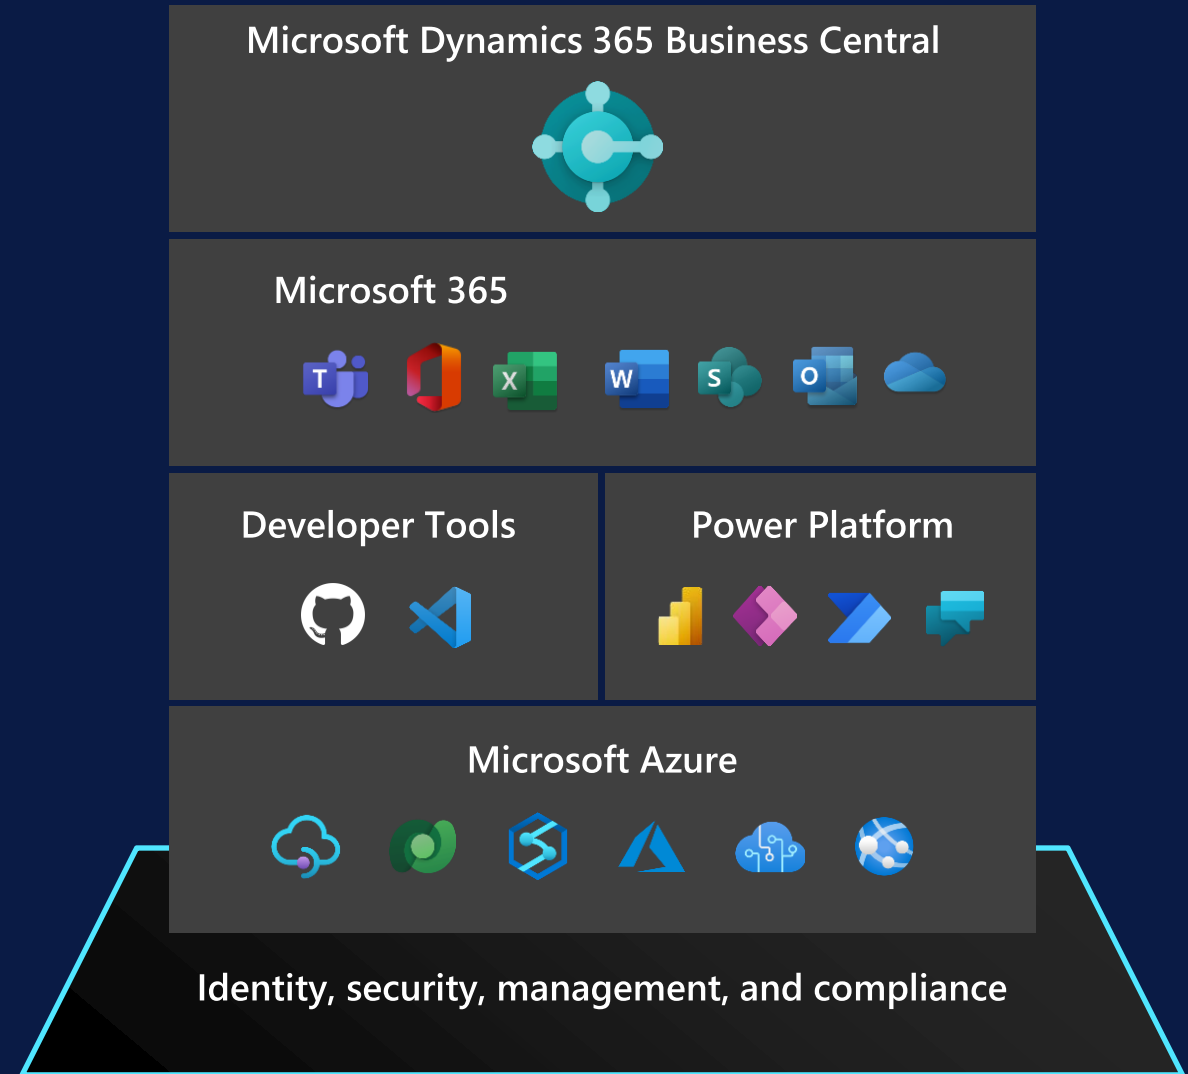 Microsoft Dynamics 365 Business Central
Microsoft 365
T
X
W
S
O
Developer Tools
Power Platform
Microsoft Azure
Identity, security, management, and compliance